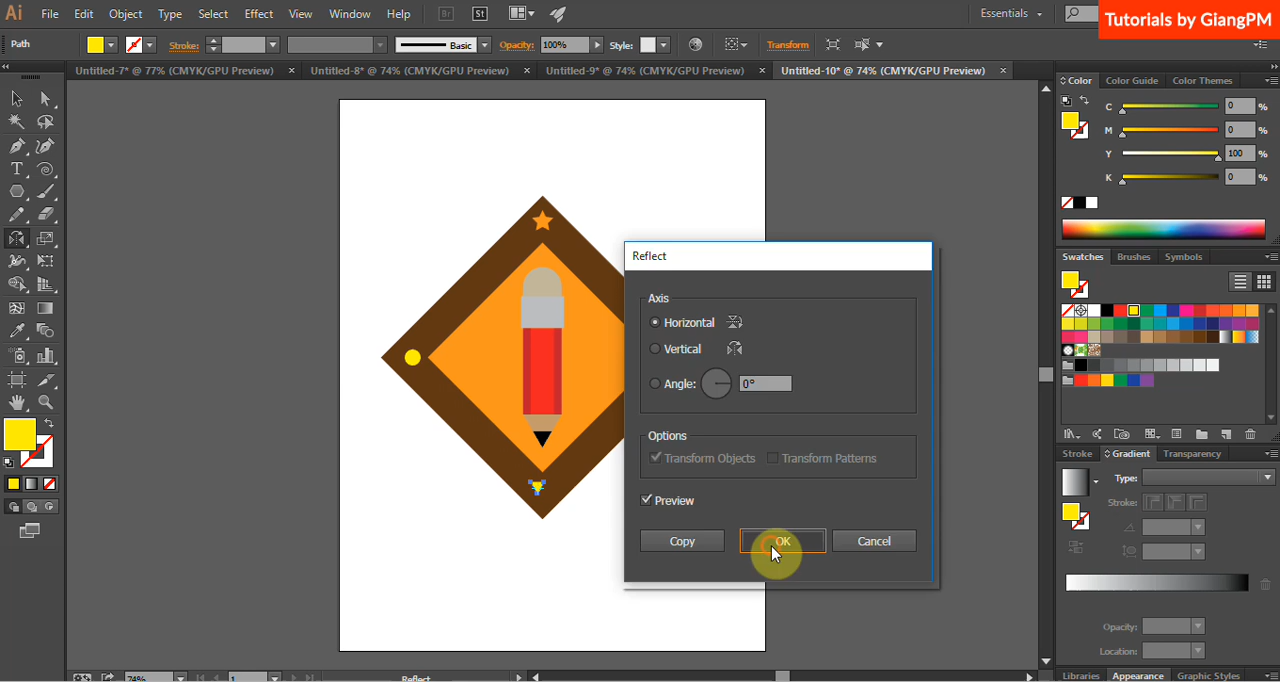 Ai File Edit Object Type Select Effect View Window Help Br St Essentials
Tutorials by GiangPM
Path Stroke: Basic Opacity: 100% Style: Transform
Untitled-7* @ 77% (CMYK/GPU Preview) × Untitled-8* @ 74% (CMYK/GPU Preview) × Untitled-9* @ 74% (CMYK/GPU Preview) × Untitled-10* @ 74% (CMYK/GPU Preview) ×
Color Color Guide Color Themes
C 0 %
M 0 %
Y 100 %
K 0 %
Swatches Brushes Symbols
Reflect
Axis
Horizontal
Vertical
Angle: 0°
Options
Transform Objects Transform Patterns
Preview
Copy OK Cancel
Stroke Gradient Transparency
Type:
Stroke:
Opacity:
Location:
74% 1 Reflect
Libraries Appearance Graphic Styles